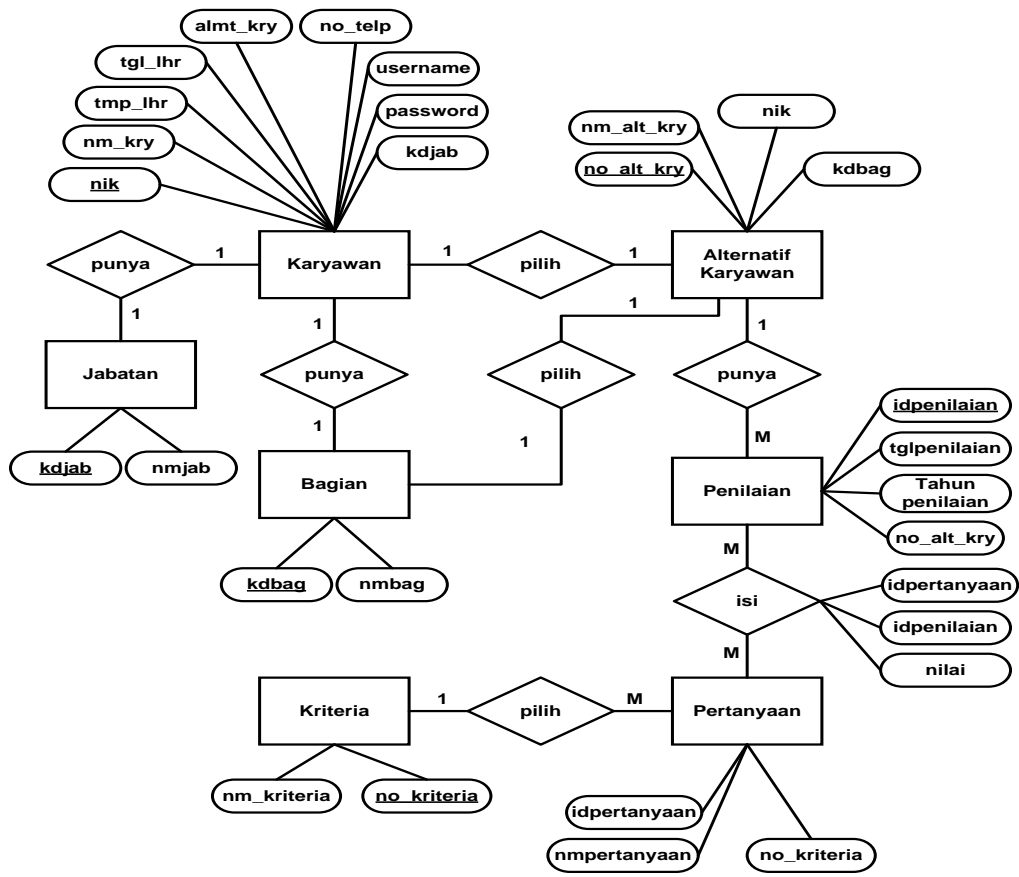 almt_kry
no_telp
tgl_lhr
username
tmp_lhr
password
nm_kry
kdjab
nik
nm_alt_kry
nik
no_alt_kry
kdbag
punya
1
Karyawan
1
pilih
1
Alternatif
Karyawan
1
1
1
1
Jabatan
punya
pilih
punya
kdjab
nmjab
1
1
M
Bagian
kdbag
nmbag
Penilaian
idpenilaian
tglpenilaian
Tahun
penilaian
no_alt_kry
M
isi
idpertanyaan
idpenilaian
nilai
M
Kriteria
1
pilih
M
Pertanyaan
nm_kriteria
no_kriteria
idpertanyaan
nmpertanyaan
no_kriteria